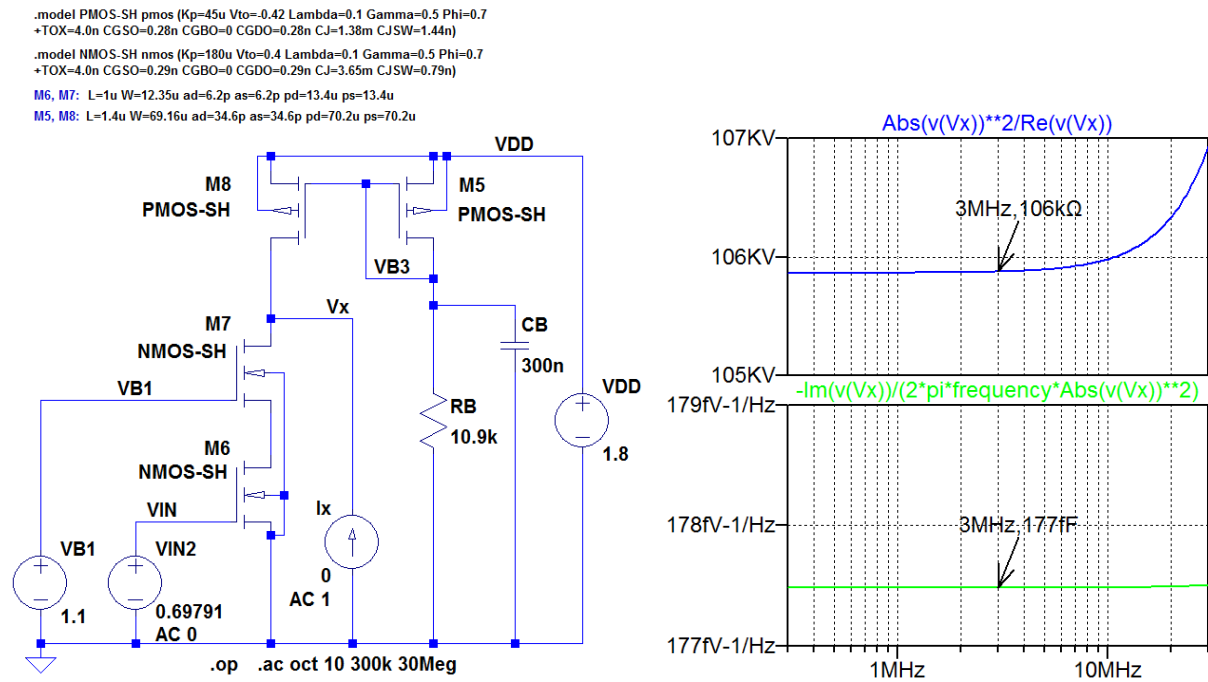 .model PMOS-SH pmos (Kp=45u Vto=-0.42 Lambda=0.1 Gamma=0.5 Phi=0.7
+TOX=4.0n CGSO=0.28n CGBO=0 CGDO=0.28n CJ=1.38m CJSW=1.44n)
.model NMOS-SH nmos (Kp=180u Vto=0.4 Lambda=0.1 Gamma=0.5 Phi=0.7
+TOX=4.0n CGSO=0.29n CGBO=0 CGDO=0.29n CJ=3.65m CJSW=0.79n)
M6, M7: L=1u W=12.35u ad=6.2p as=6.2p pd=13.4u ps=13.4u
M5, M8: L=1.4u W=69.16u ad=34.6p as=34.6p pd=70.2u ps=70.2u
VDD
M8
PMOS-SH
M5
PMOS-SH
VB3
Vx
M7
NMOS-SH
VB1
CB
300n
VDD
1.8
RB
10.9k
M6
NMOS-SH
VIN
Ix
0
AC 1
VB1
1.1
VIN2
0.69791
AC 0
.op .ac oct 10 300k 30Meg
Abs(v(Vx))**2/Re(v(Vx))
107KV
106KV
105KV
3MHz,106kΩ
-Im(v(Vx))/(2*pi*frequency*Abs(v(Vx))**2)
179fV-1/Hz
178fV-1/Hz
177fV-1/Hz
3MHz,177fF
1MHz
10MHz